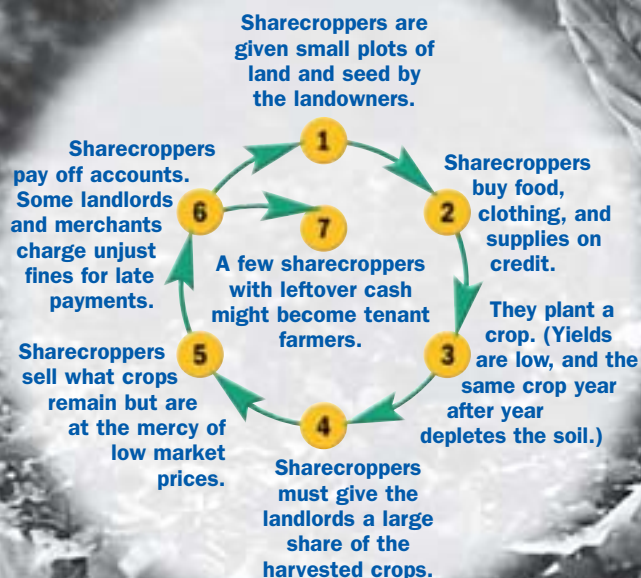 Sharecroppers are
given small plots of
land and seed by
the landowners.
1
Sharecroppers
buy food,
clothing, and
supplies on
credit.
2
They plant a
crop. (Yields
are low, and the
same crop year
after year
depletes the soil.)
3
4
Sharecroppers
must give the
landlords a large
share of the
harvested crops.
5
Sharecroppers
sell what crops
remain but are
at the mercy of
low market
prices.
Sharecroppers
pay off accounts.
Some landlords
and merchants
charge unjust
fines for late
payments.
6
7
A few sharecroppers
with leftover cash
might become tenant
farmers.